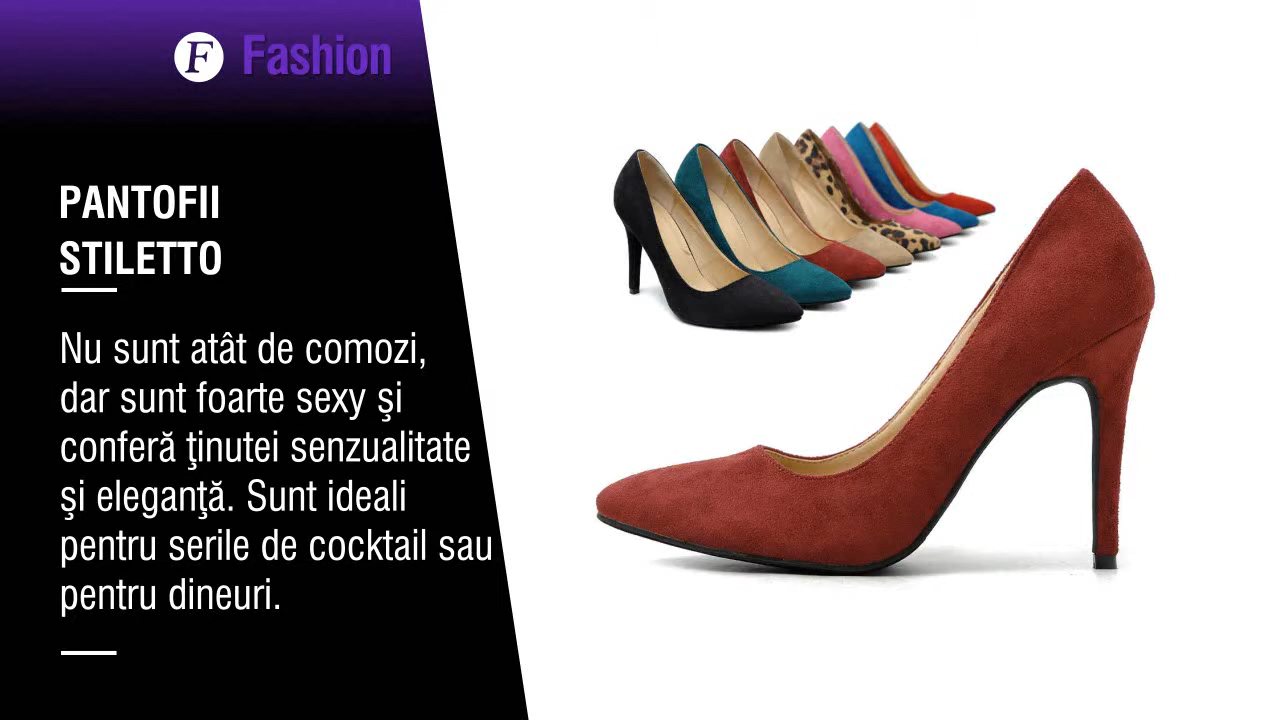 F Fashion
PANTOFII
STILETTO
Nu sunt atât de comozi,
dar sunt foarte sexy şi
conferă ţinutei senzualitate
şi eleganţă. Sunt ideali
pentru serile de cocktail sau
pentru dineuri.